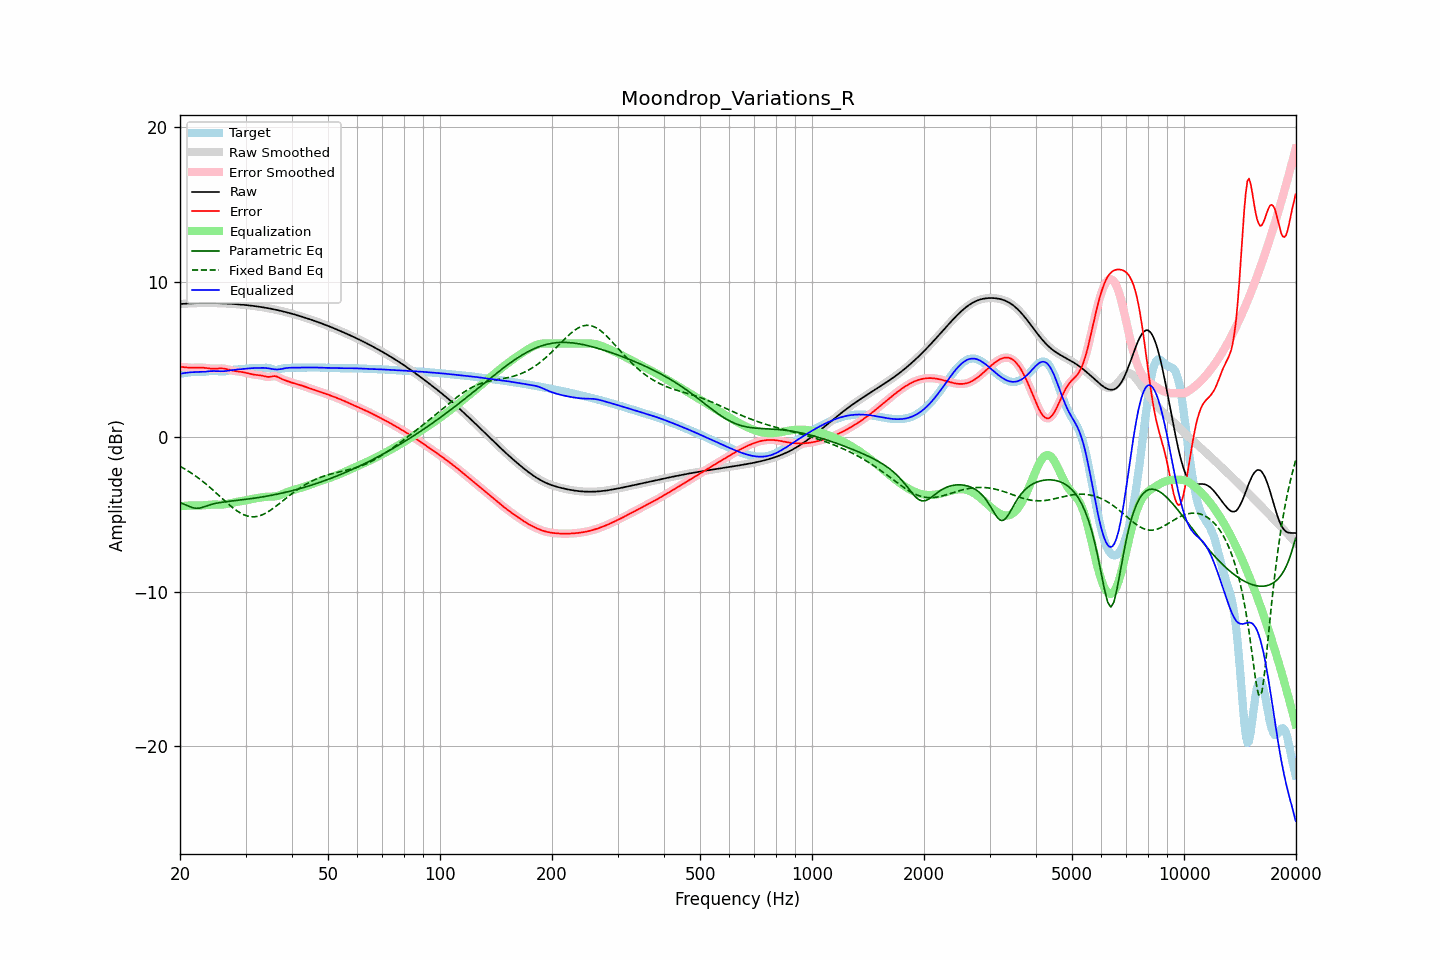 Moondrop_Variations_R
Target
Raw Smoothed
Error Smoothed
Raw
Error
Equalization
Parametric Eq
Fixed Band Eq
Equalized
20
10
0
−10
−20
Amplitude (dBr)
20
50
100
200
500
1000
2000
5000
10000
20000
Frequency (Hz)